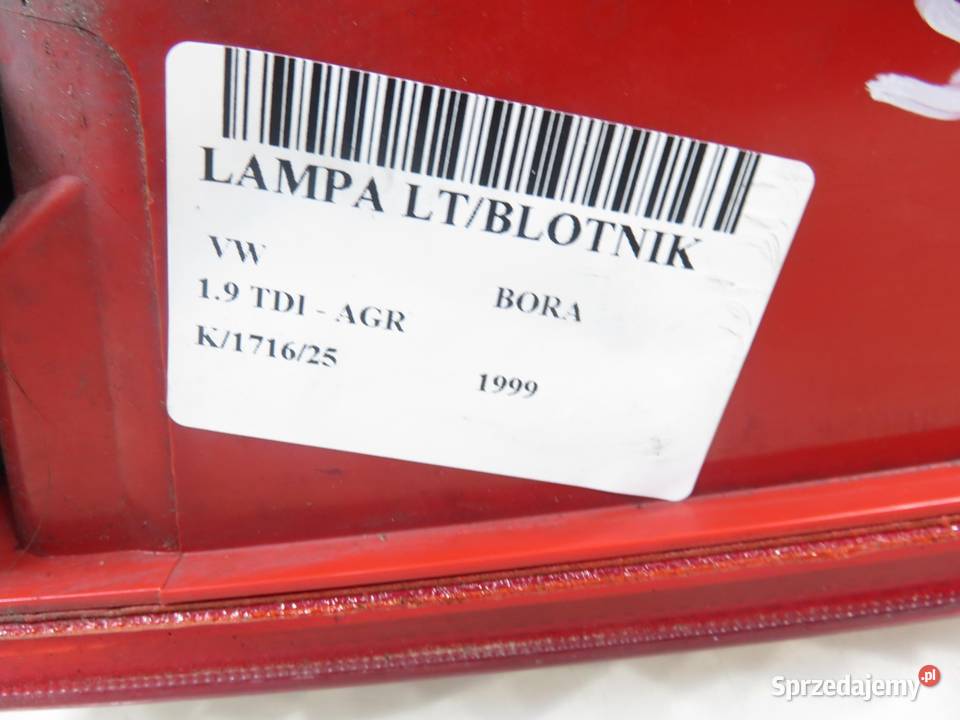 LAMPA LT/BLOTNIK
VW
BORA
1.9 TDI - AGR
K/1716/25
1999
Sprzedajemy.pl